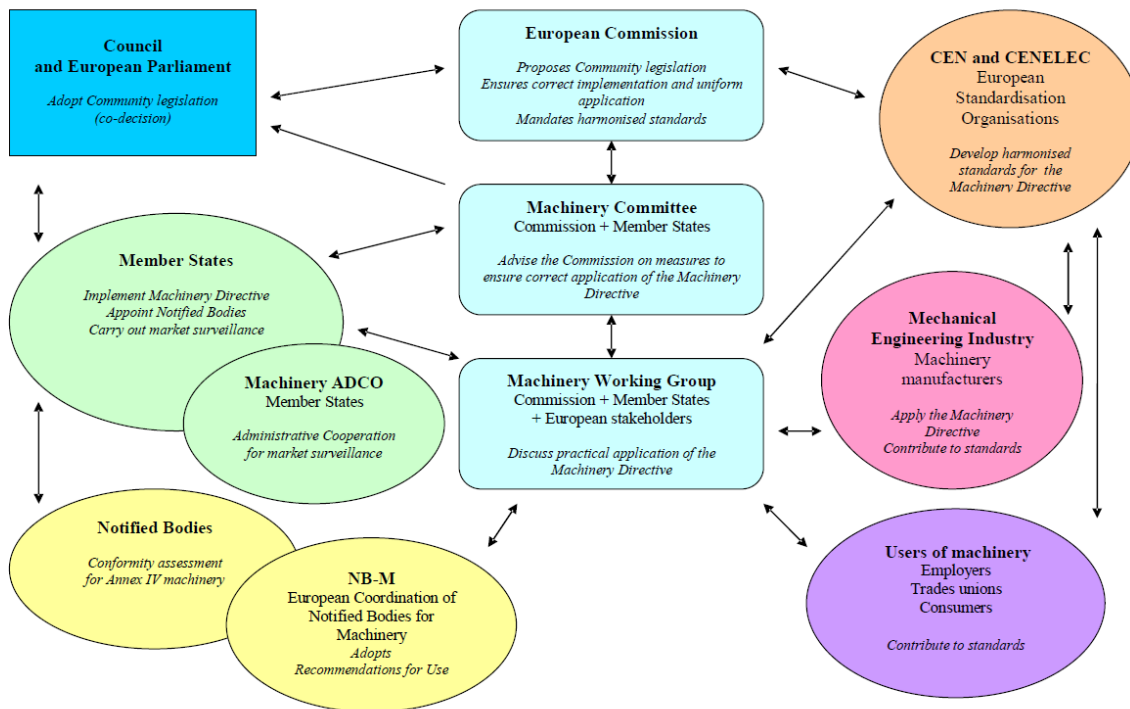 Council
and European Parliament
Adopt Community legislation
(co-decision)
European Commission
Proposes Community legislation
Ensures correct implementation and uniform
application
Mandates harmonised standards
CEN and CENELEC
European
Standardisation
Organisations
Develop harmonised
standards for the
Machinery Directive
Machinery Committee
Commission + Member States
Advise the Commission on measures to
ensure correct application of the Machinery
Directive
Member States
Implement Machinery Directive
Appoint Notified Bodies
Carry out market surveillance
Machinery ADCO
Member States
Administrative Cooperation
for market surveillance
Machinery Working Group
Commission + Member States
+ European stakeholders
Discuss practical application of the
Machinery Directive
Mechanical
Engineering Industry
Machinery
manufacturers
Apply the Machinery
Directive
Contribute to standards
Notified Bodies
Conformity assessment
for Annex IV machinery
NB-M
European Coordination of
Notified Bodies for
Machinery
Adopts
Recommendations for Use
Users of machinery
Employers
Trades unions
Consumers
Contribute to standards